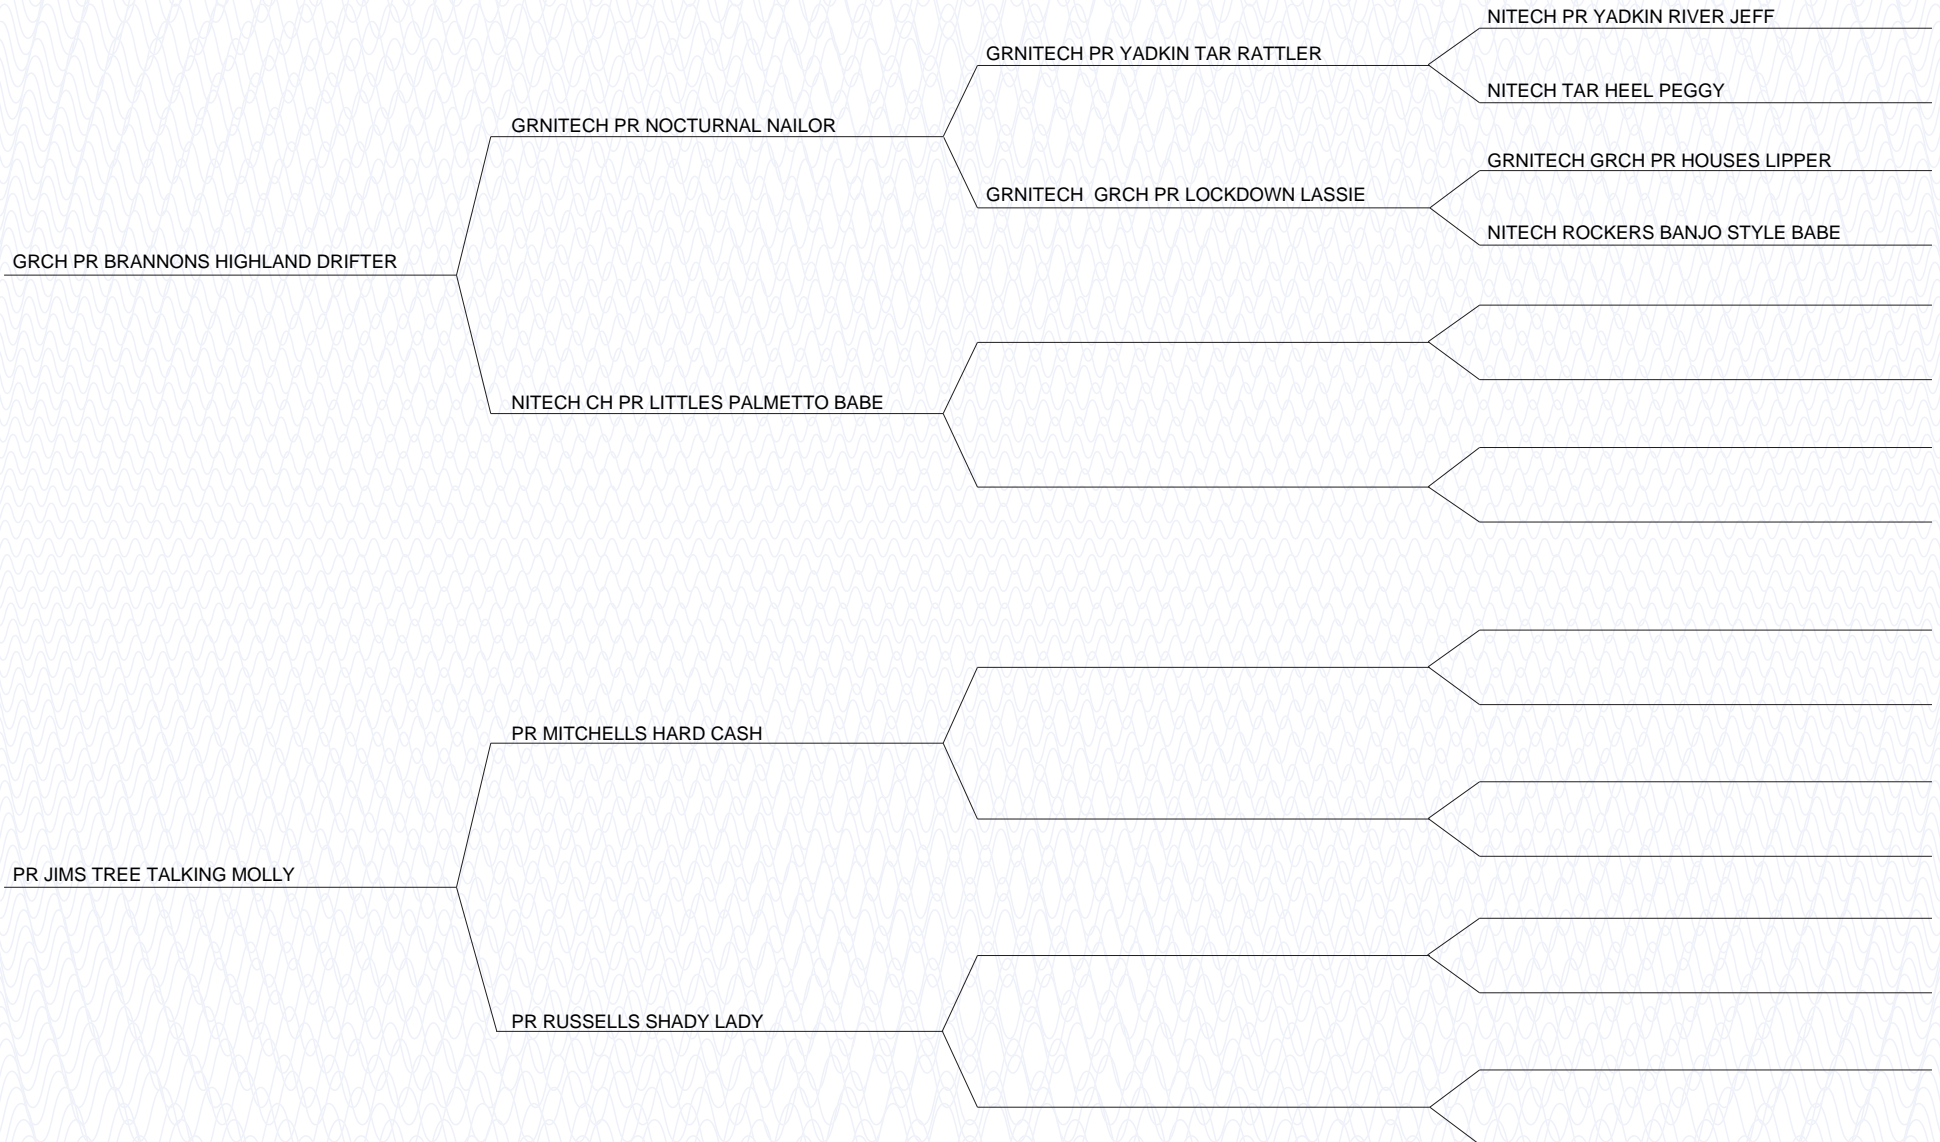 NITECH PR YADKIN RIVER JEFF
GRNITECH PR YADKIN TAR RATTLER
NITECH TAR HEEL PEGGY
GRNITECH PR NOCTURNAL NAILOR
GRNITECH GRCH PR HOUSES LIPPER
GRNITECH  GRCH PR LOCKDOWN LASSIE
NITECH ROCKERS BANJO STYLE BABE
GRCH PR BRANNONS HIGHLAND DRIFTER
NITECH CH PR LITTLES PALMETTO BABE
PR MITCHELLS HARD CASH
PR JIMS TREE TALKING MOLLY
PR RUSSELLS SHADY LADY